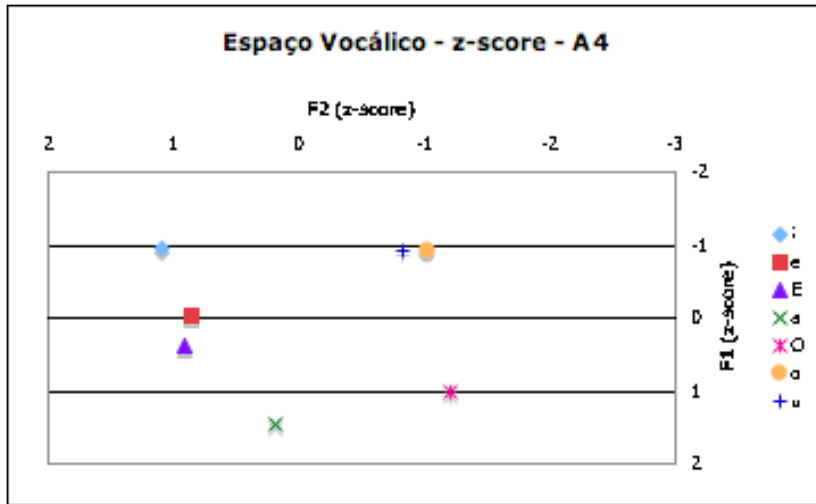 Espaço Vocálico - z-score - A4
F2 (z-score)
2 1 0 -1 -2 -3
-2
-1
0
1
2
F1 (z-score)
i
e
E
a
O
o
u